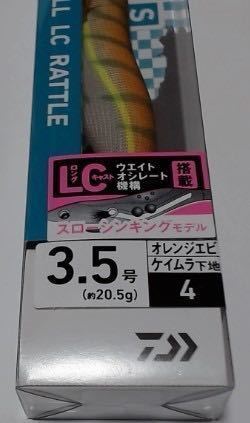 LL LC RATTLE
S
ロング
LCキャスト
ウエイト
オシレート
機構
搭載
スローシンキングモデル
3.5号
(約20.5g)
オレンジエビ
ケイムラ下地
4